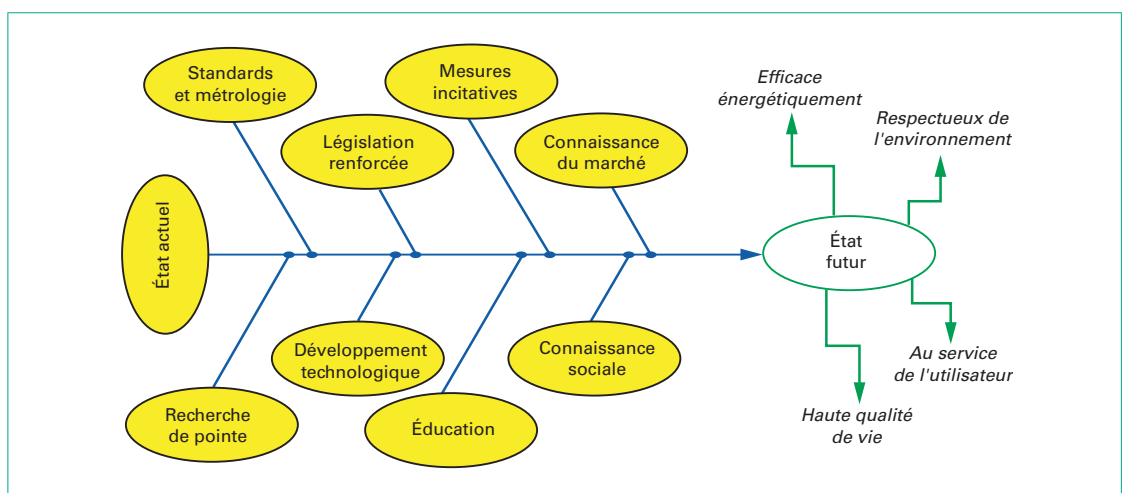 Standards
et métrologie
Mesures
incitatives
Législation
renforcée
Connaissance
du marché
État actuel
Recherche
de pointe
Développement
technologique
Éducation
Connaissance
sociale
Efficace
énergétiquement
Respectueux de
l'environnement
État
futur
Au service
de l'utilisateur
Haute qualité
de vie